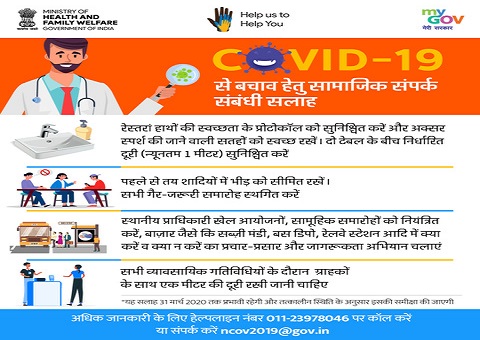 MINISTRY OF
HEALTH AND
FAMILY WELFARE
GOVERNMENT OF INDIA
Help us to
Help You
my
GOV
मेरी सरकार
COVID-19
से बचाव हेतु सामाजिक संपर्क
संबंधी सलाह
रेस्तरां हाथों की स्वच्छता के प्रोटोकॉल को सुनिश्चित करें और अक्सर
स्पर्श की जाने वाली सतहों को स्वच्छ रखें। दो टेबल के बीच निर्धारित
दूरी (न्यूनतम 1 मीटर) सुनिश्चित करें
पहले से तय शादियों में भीड़ को सीमित रखें।
सभी गैर-जरूरी समारोह स्थगित करें
स्थानीय प्राधिकारी खेल आयोजनों, सामूहिक समारोहों को नियंत्रित
करें, बाज़ार जैसे कि सब्ज़ी मंडी, बस डिपो, रेलवे स्टेशन आदि में क्या
करें व क्या न करें का प्रचार-प्रसार और जागरूकता अभियान चलाएं
सभी व्यावसायिक गतिविधियों के दौरान ग्राहकों
के साथ एक मीटर की दूरी रखी जानी चाहिए
*यह सलाह 31 मार्च 2020 तक प्रभावी रहेगी और तत्कालीन स्थिति के अनुसार इसकी समीक्षा की जाएगी
अधिक जानकारी के लिए हेल्पलाइन नंबर 011-23978046 पर कॉल करें
या संपर्क करें ncov2019@gov.in